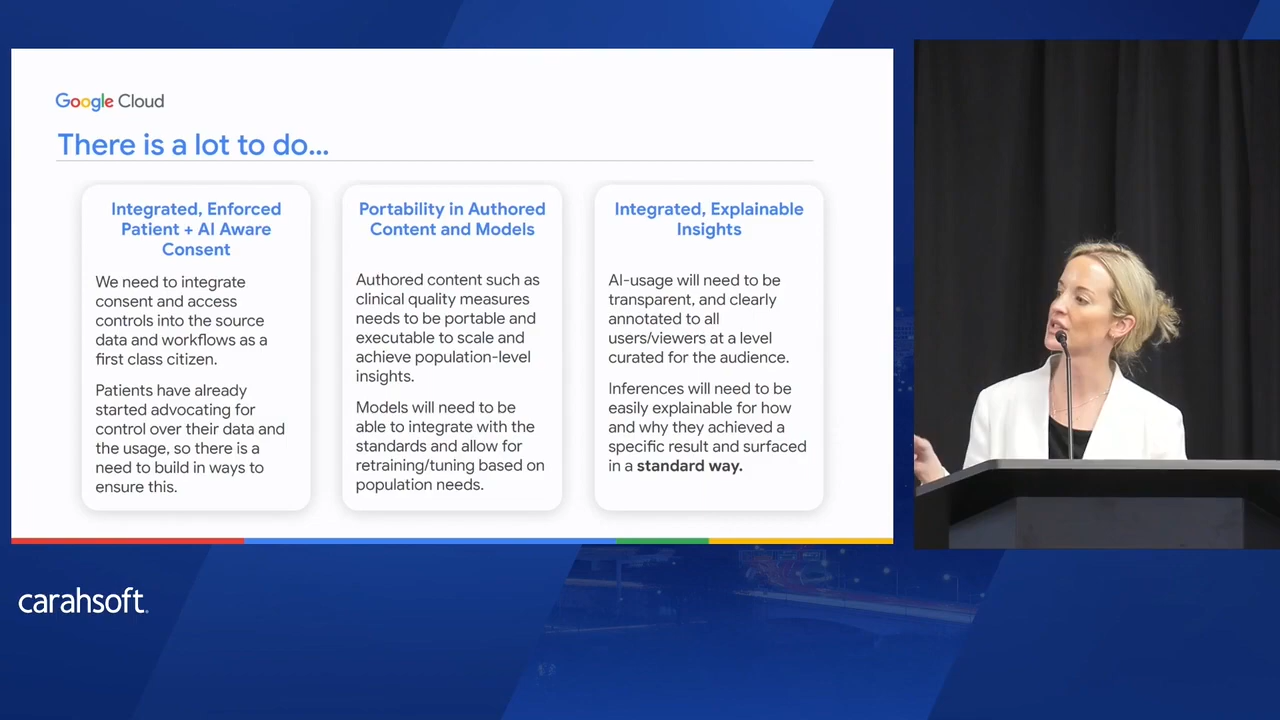 Google Cloud
There is a lot to do...
Integrated, Enforced
Patient + AI Aware
Consent
We need to integrate
consent and access
controls into the source
data and workflows as a
first class citizen.
Patients have already
started advocating for
control over their data and
the usage, so there is a
need to build in ways to
ensure this.
Portability in Authored
Content and Models
Authored content such as
clinical quality measures
needs to be portable and
executable to scale and
achieve population-level
insights.
Models will need to be
able to integrate with the
standards and allow for
retraining/tuning based on
population needs.
Integrated, Explainable
Insights
AI-usage will need to be
transparent, and clearly
annotated to all
users/viewers at a level
curated for the audience.
Inferences will need to be
easily explainable for how
and why they achieved a
specific result and surfaced
in a standard way.
carahsoft.